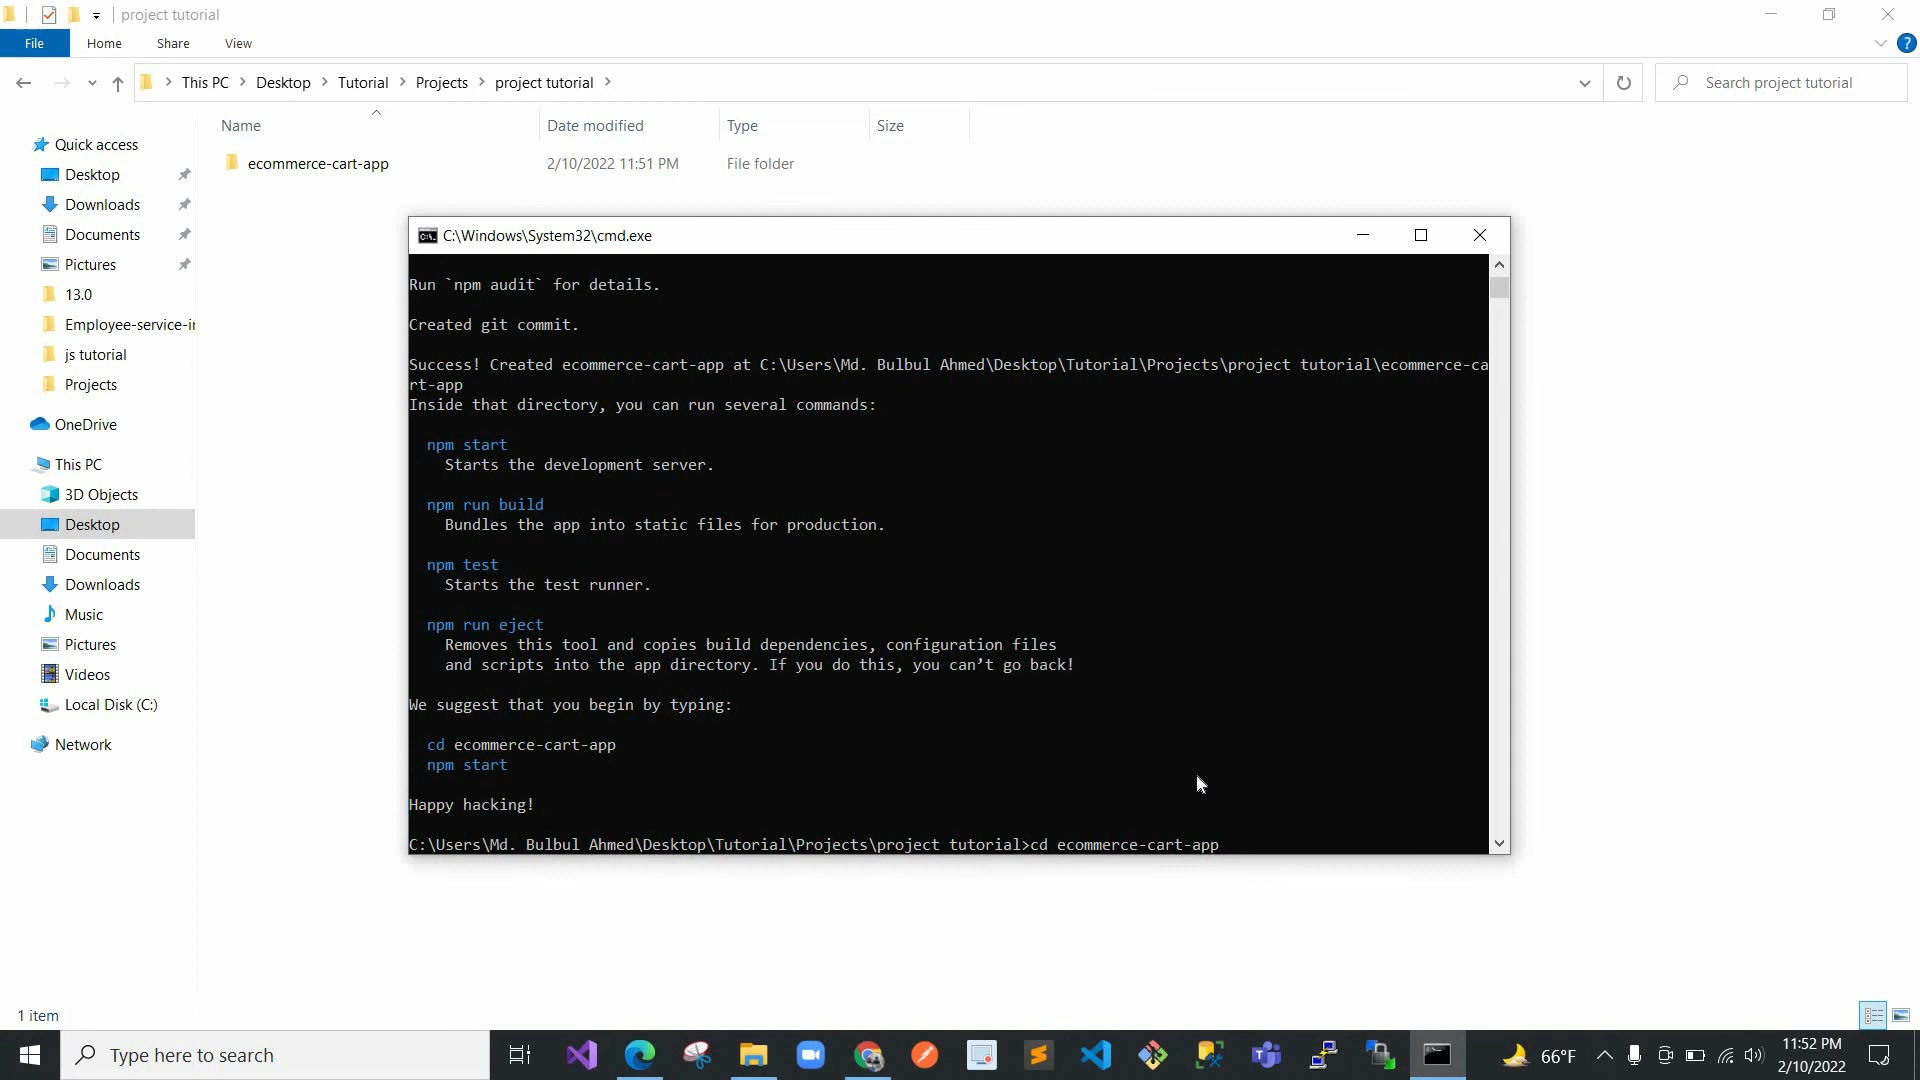 project tutorial
File Home Share View
This PC Desktop Tutorial Projects project tutorial
Search project tutorial
Name Date modified Type Size
ecommerce-cart-app 2/10/2022 11:51 PM File folder
Quick access
Desktop
Downloads
Documents
Pictures
13.0
Employee-service-in
js tutorial
Projects
OneDrive
This PC
3D Objects
Desktop
Documents
Downloads
Music
Pictures
Videos
Local Disk (C:)
Network
C:\Windows\System32\cmd.exe
Run `npm audit` for details.
Created git commit.
Success! Created ecommerce-cart-app at C:\Users\Md. Bulbul Ahmed\Desktop\Tutorial\Projects\project tutorial\ecommerce-ca
rt-app
Inside that directory, you can run several commands:
npm start
Starts the development server.
npm run build
Bundles the app into static files for production.
npm test
Starts the test runner.
npm run eject
Removes this tool and copies build dependencies, configuration files
and scripts into the app directory. If you do this, you can’t go back!
We suggest that you begin by typing:
cd ecommerce-cart-app
npm start
Happy hacking!
C:\Users\Md. Bulbul Ahmed\Desktop\Tutorial\Projects\project tutorial>cd ecommerce-cart-app
1 item
Type here to search
66°F
11:52 PM
2/10/2022